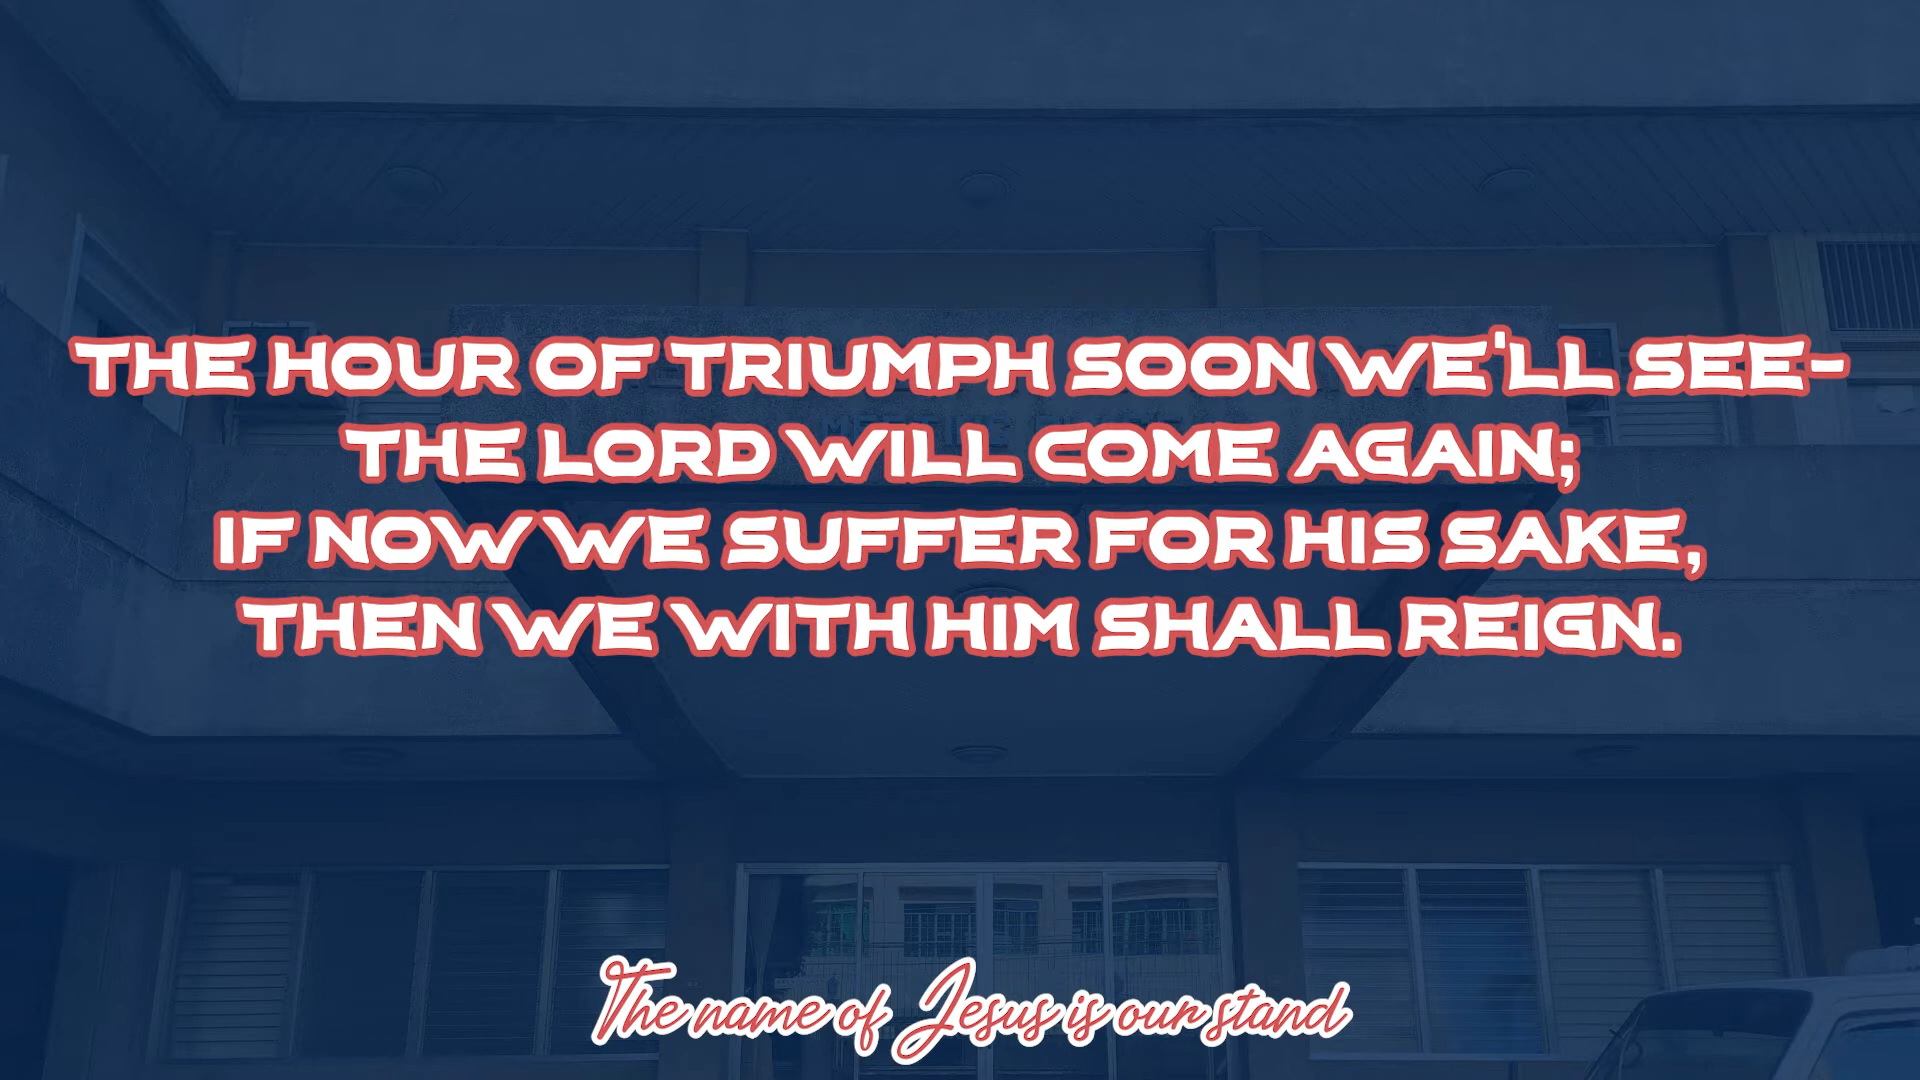 THE HOUR OF TRIUMPH SOON WE'LL SEE-
THE LORD WILL COME AGAIN;
IF NOW WE SUFFER FOR HIS SAKE,
THEN WE WITH HIM SHALL REIGN.
The name of Jesus is our stand